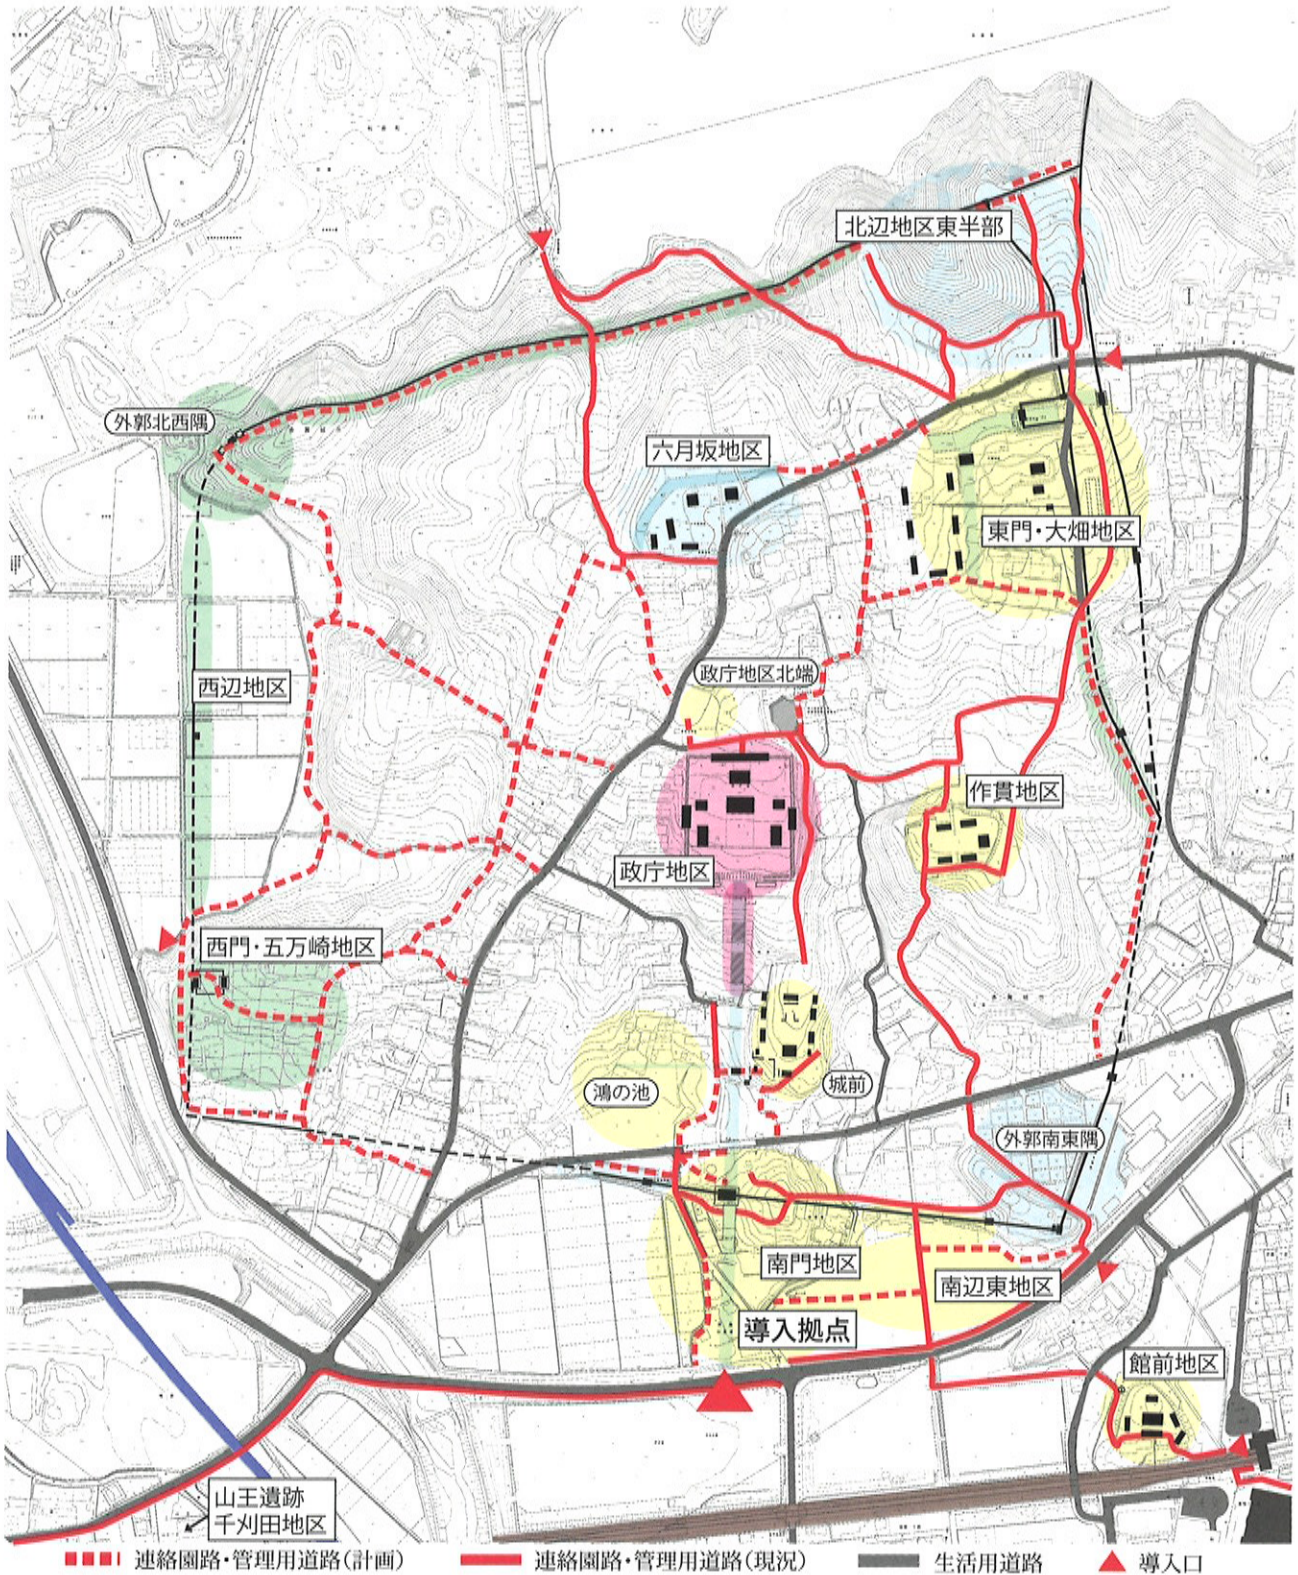 北辺地区東半部
外郭北西隅
六月坂地区
東門・大畑地区
西辺地区
政庁地区北端
作貫地区
政庁地区
西門・五万崎地区
鴻の池
城前
外郭南東隅
南門地区
南辺東地区
導入拠点
館前地区
山王遺跡
千刈田地区
連絡園路・管理用道路(計画)
連絡園路・管理用道路(現況)
生活用道路
導入口